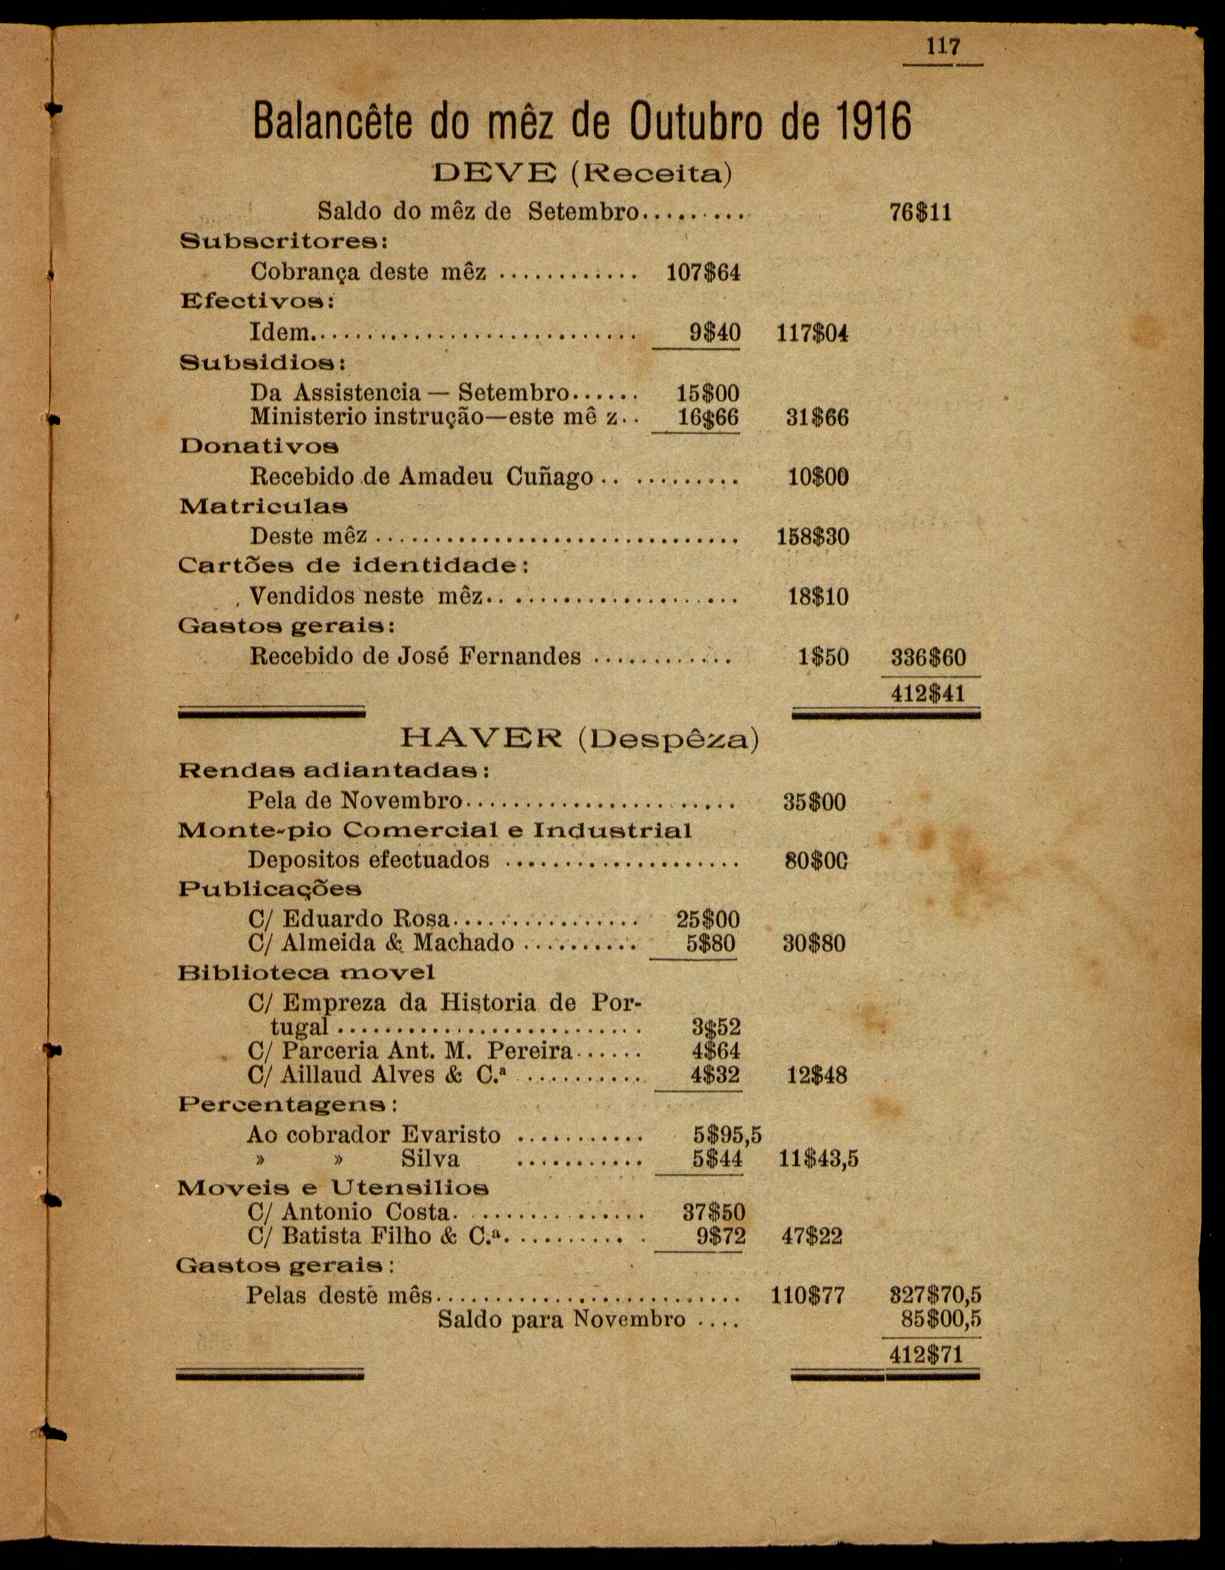 117
Balancête do mêz de Outubro de 1916
DEVE (Receita)
Saldo do mêz de Setembro......... 76$11
Subscritores:
Cobrança deste mêz ............ 107$64
Efectivos:
Idem............................ 9$40 117$04
Subsidios:
Da Assistencia — Setembro...... 15$00
Ministerio instrução—este mê z.. 16$66 31$66
Donativos
Recebido de Amadeu Cuñago .. ......... 10$00
Matriculas
Deste mêz ............................... 158$30
Cartões de identidade:
Vendidos neste mêz..................... 18$10
Gastos gerais:
Recebido de José Fernandes ............ 1$50 336$60
412$41
HAVER (Despêza)
Rendas adiantadas:
Pela de Novembro....................... 35$00
Monte-pio Comercial e Industrial
Depositos efectuados .................... 80$00
Publicações
C/ Eduardo Rosa................ 25$00
C/ Almeida & Machado .......... 5$80 30$80
Biblioteca movel
C/ Empreza da Historia de Por-
tugal .......................... 3$52
C/ Parceria Ant. M. Pereira...... 4$64
C/ Aillaud Alves & C.ª .......... 4$32 12$48
Percentagens:
Ao cobrador Evaristo ........... 5$95,5
» » Silva ........... 5$44 11$43,5
Moveis e Utensilios
C/ Antonio Costa. .............. 37$50
C/ Batista Filho & C.ª........... . 9$72 47$22
Gastos gerais:
Pelas deste mês.......................... 110$77 327$70,5
Saldo para Novembro .... 85$00,5
412$71